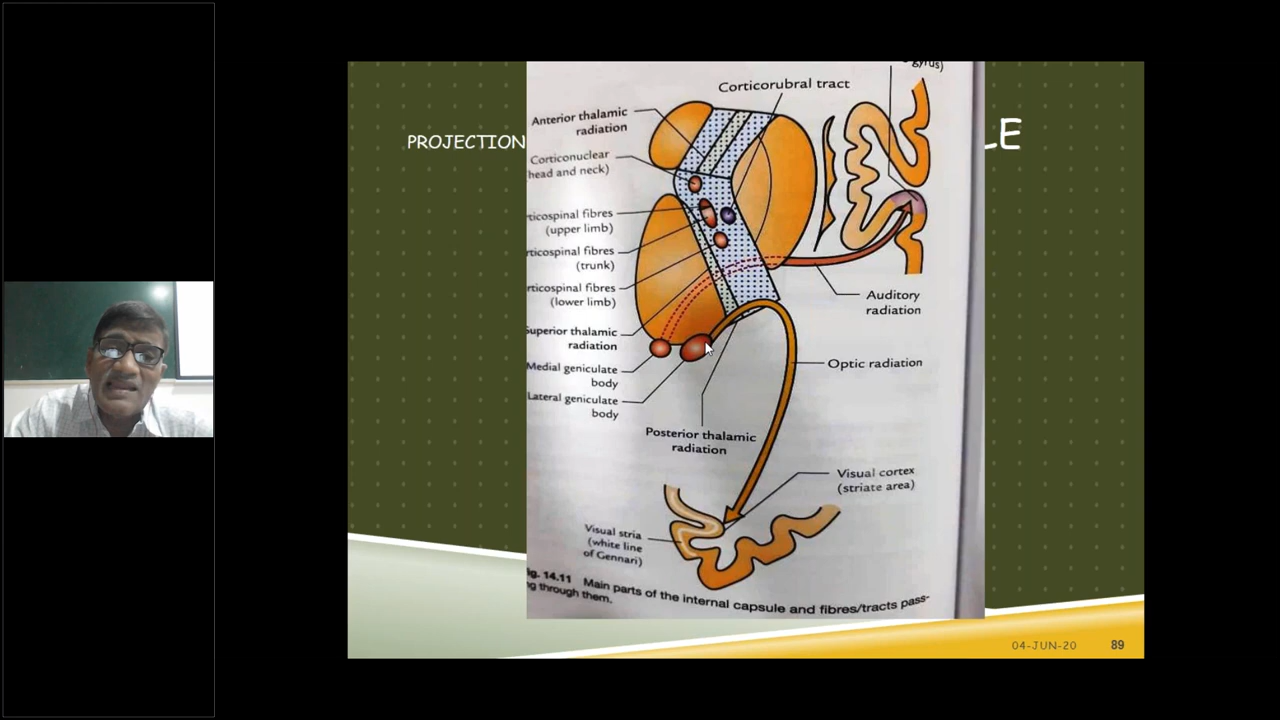 gyrus)
Corticorubral tract
Anterior thalamic
radiation
PROJECTION
LE
Corticonuclear
head and neck)
rticospinal fibres
(upper limb)
rticospinal fibres
(trunk)
rticospinal fibres
(lower limb)
Superior thalamic
radiation
Medial geniculate
body
Lateral geniculate
body
Auditory
radiation
Optic radiation
Posterior thalamic
radiation
Visual cortex
(striate area)
Visual stria
(white line
of Gennari)
ig. 14.11 Main parts of the internal capsule and fibres/tracts pass-
ng through them.
04-JUN-20 89